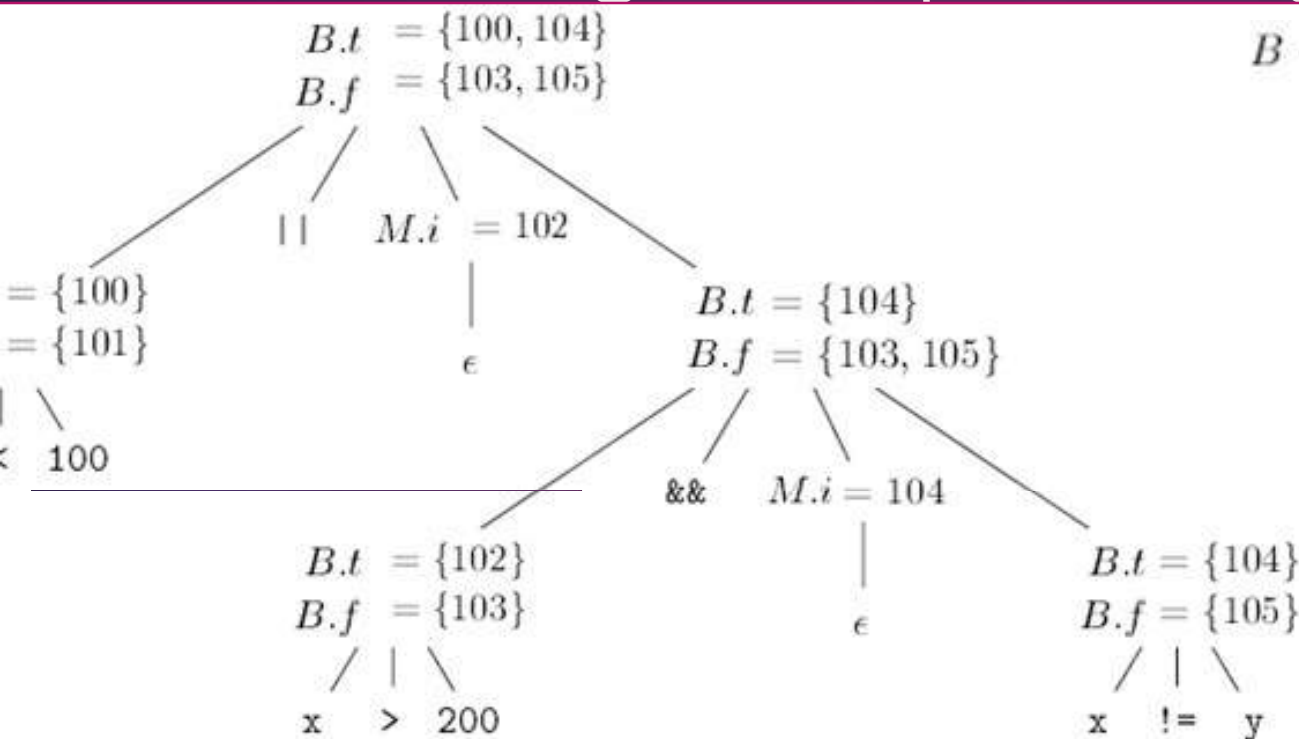 B.t = {100, 104}
B
B.f = {103, 105}
|| M.i = 102
= {100}
B.t = {104}
= {101}
B.f = {103, 105}
ϵ
< 100
&& M.i = 104
B.t = {102}
B.t = {104}
B.f = {103}
B.f = {105}
ϵ
x > 200
x != y